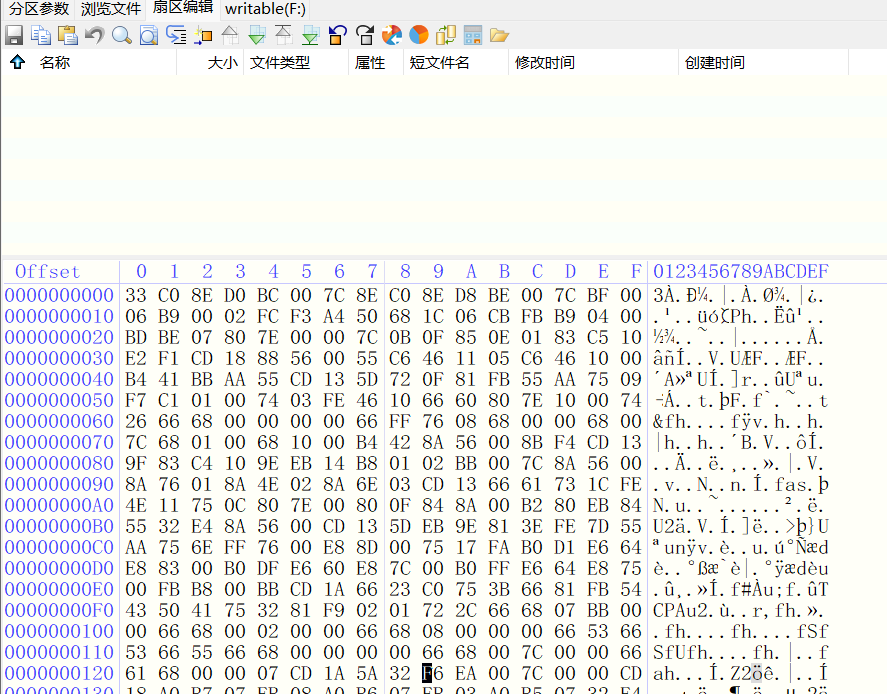 分区参数 浏览文件 扇区编辑 writable(F:)
名称 大小 文件类型 属性 短文件名 修改时间 创建时间
Offset 0 1 2 3 4 5 6 7 8 9 A B C D E F 0123456789ABCDEF
0000000000 33 C0 8E D0 BC 00 7C 8E C0 8E D8 BE 00 7C BF 00 3À.Ð¼.|.À.Ø¾.|¿.
0000000010 06 B9 00 02 FC F3 A4 50 68 1C 06 CB FB B9 04 00 .¹..üó¤Ph..Ëû¹..
0000000020 BD BE 07 80 7E 00 00 7C 0B 0F 85 0E 01 83 C5 10 ½¾..~..|......Å.
0000000030 E2 F1 CD 18 88 56 00 55 C6 46 11 05 C6 46 10 00 âñÍ..V.UÆF..ÆF..
0000000040 B4 41 BB AA 55 CD 13 5D 72 0F 81 FB 55 AA 75 09 ´A»ªUÍ.]r..ûUªu.
0000000050 F7 C1 01 00 74 03 FE 46 10 66 60 80 7E 10 00 74 ÷Á..t.þF.f`.~..t
0000000060 26 66 68 00 00 00 00 66 FF 76 08 68 00 00 68 00 &fh....fÿv.h..h.
0000000070 7C 68 01 00 68 10 00 B4 42 8A 56 00 8B F4 CD 13 |h..h..´B.V..ôÍ.
0000000080 9F 83 C4 10 9E EB 14 B8 01 02 BB 00 7C 8A 56 00 ..Ä..ë.¸..».|.V.
0000000090 8A 76 01 8A 4E 02 8A 6E 03 CD 13 66 61 73 1C FE .v..N..n.Í.fas.þ
00000000A0 4E 11 75 0C 80 7E 00 80 0F 84 8A 00 B2 80 EB 84 N.u..~......².ë.
00000000B0 55 32 E4 8A 56 00 CD 13 5D EB 9E 81 3E FE 7D 55 U2ä.V.Í.]ë..>þ}U
00000000C0 AA 75 6E FF 76 00 E8 8D 00 75 17 FA B0 D1 E6 64 ªunÿv.è..u.ú°Ñæd
00000000D0 E8 83 00 B0 DF E6 60 E8 7C 00 B0 FF E6 64 E8 75 è..°ßæ`è|.°ÿædèu
00000000E0 00 FB B8 00 BB CD 1A 66 23 C0 75 3B 66 81 FB 54 .û¸.»Í.f#Àu;f.ûT
00000000F0 43 50 41 75 32 81 F9 02 01 72 2C 66 68 07 BB 00 CPAu2.ù..r,fh.».
0000000100 00 66 68 00 02 00 00 66 68 08 00 00 00 66 53 66 .fh....fh....fSf
0000000110 53 66 55 66 68 00 00 00 00 66 68 00 7C 00 00 66 SfUfh....fh.|..f
0000000120 61 68 00 00 07 CD 1A 5A 32 F6 EA 00 7C 00 00 CD ah...Í.Z2öê.|..Í
0000000130 18 A0 B7 07 EB 08 A0 B6 07 EB 03 A0 B5 07 32 E4